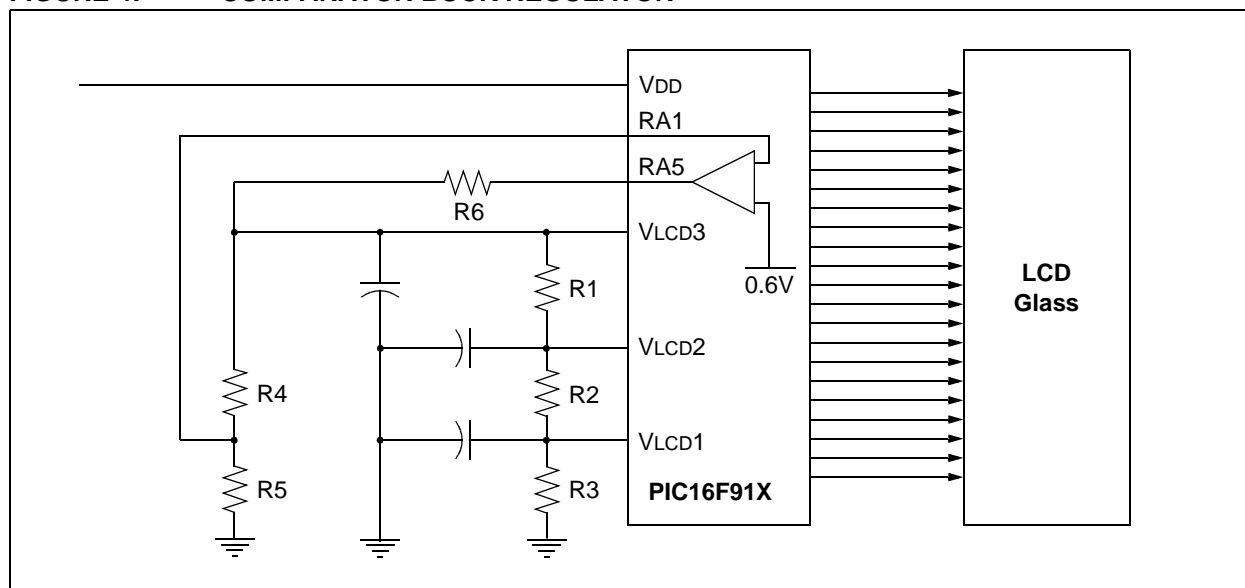 VDD
RA1
RA5
R6
VLCD3
0.6V
R1
LCD
Glass
VLCD2
R4
R2
VLCD1
R5
R3
PIC16F91X